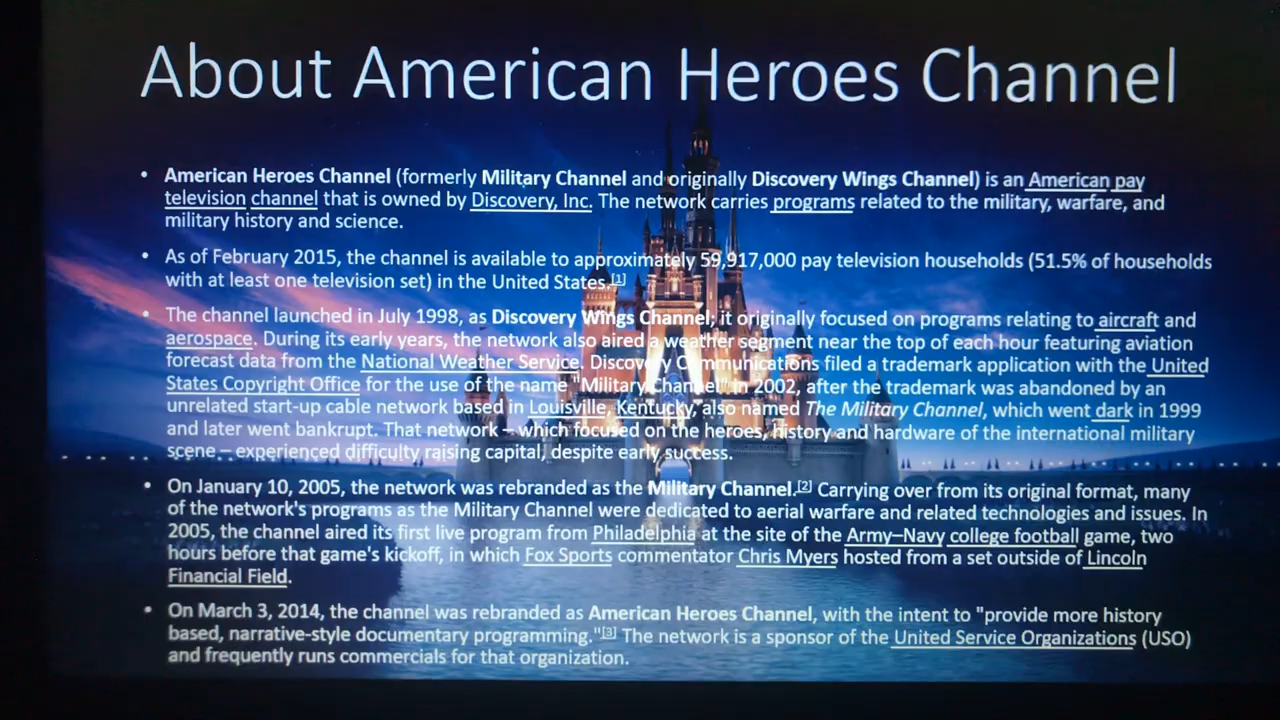 About American Heroes Channel
• American Heroes Channel (formerly Military Channel and originally Discovery Wings Channel) is an American pay
television channel that is owned by Discovery, Inc. The network carries programs related to the military, warfare, and
military history and science.
• As of February 2015, the channel is available to approximately 59,917,000 pay television households (51.5% of households
with at least one television set) in the United States.[1]
• The channel launched in July 1998, as Discovery Wings Channel; it originally focused on programs relating to aircraft and
aerospace. During its early years, the network also aired a weather segment near the top of each hour featuring aviation
forecast data from the National Weather Service. Discovery Communications filed a trademark application with the United
States Copyright Office for the use of the name "Military Channel" in 2002, after the trademark was abandoned by an
unrelated start-up cable network based in Louisville, Kentucky, also named The Military Channel, which went dark in 1999
and later went bankrupt. That network – which focused on the heroes, history and hardware of the international military
scene – experienced difficulty raising capital, despite early success.
• On January 10, 2005, the network was rebranded as the Military Channel.[2] Carrying over from its original format, many
of the network's programs as the Military Channel were dedicated to aerial warfare and related technologies and issues. In
2005, the channel aired its first live program from Philadelphia at the site of the Army–Navy college football game, two
hours before that game's kickoff, in which Fox Sports commentator Chris Myers hosted from a set outside of Lincoln
Financial Field.
• On March 3, 2014, the channel was rebranded as American Heroes Channel, with the intent to "provide more history
based, narrative-style documentary programming."[3] The network is a sponsor of the United Service Organizations (USO)
and frequently runs commercials for that organization.